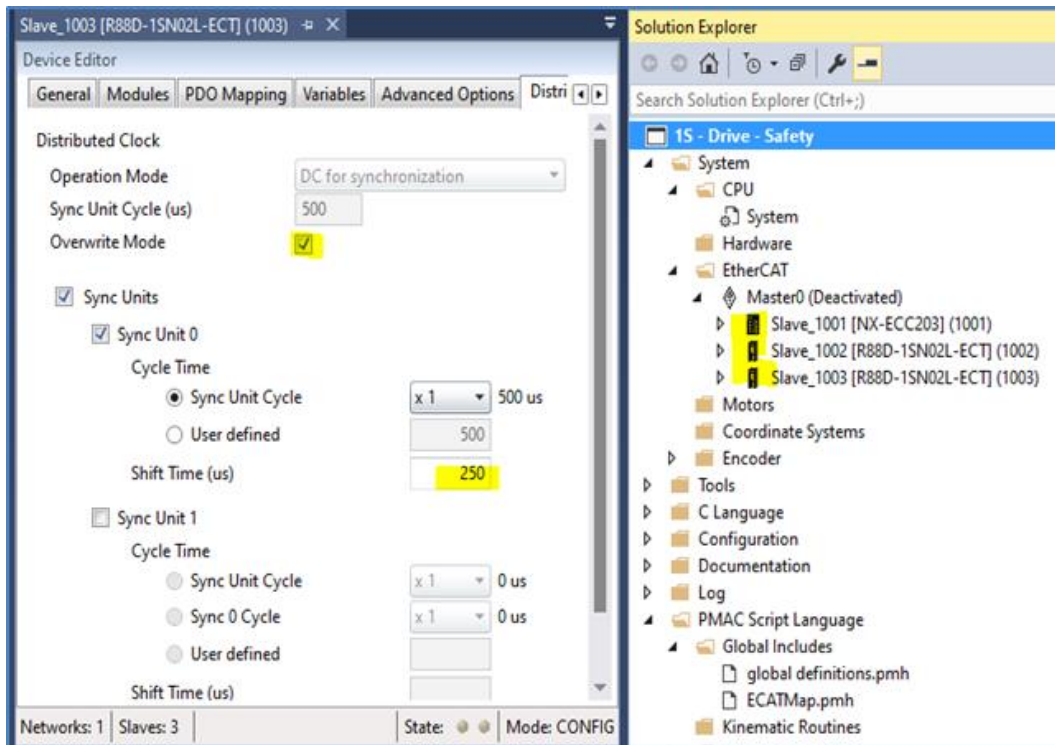 Slave_1003 [R88D-1SN02L-ECT] (1003)
Device Editor
General Modules PDO Mapping Variables Advanced Options Distri
Distributed Clock
Operation Mode DC for synchronization
Sync Unit Cycle (us) 500
Overwrite Mode
Sync Units
Sync Unit 0
Cycle Time
Sync Unit Cycle x 1 500 us
User defined 500
Shift Time (us) 250
Sync Unit 1
Cycle Time
Sync Unit Cycle x 1 0 us
Sync 0 Cycle x 1 0 us
User defined
Shift Time (us)
Networks: 1 Slaves: 3 State: Mode: CONFIG
Solution Explorer
Search Solution Explorer (Ctrl+;)
1S - Drive - Safety
System
CPU
System
Hardware
EtherCAT
Master0 (Deactivated)
Slave_1001 [NX-ECC203] (1001)
Slave_1002 [R88D-1SN02L-ECT] (1002)
Slave_1003 [R88D-1SN02L-ECT] (1003)
Motors
Coordinate Systems
Encoder
Tools
C Language
Configuration
Documentation
Log
PMAC Script Language
Global Includes
global definitions.pmh
ECATMap.pmh
Kinematic Routines